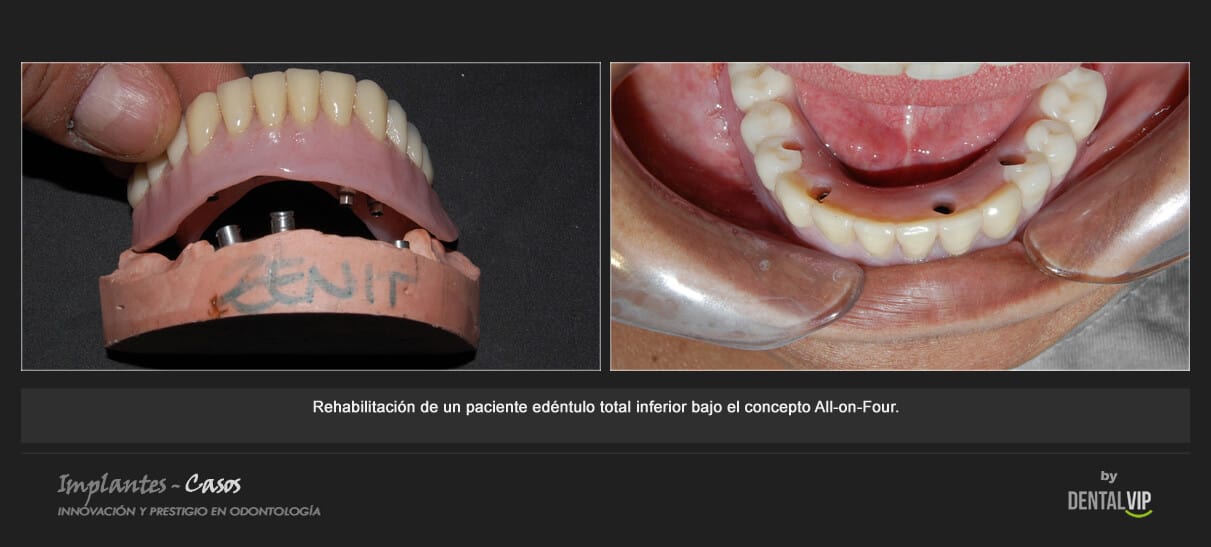 ZENIT
Rehabilitación de un paciente edéntulo total inferior bajo el concepto All-on-Four.
Implantes - Casos
INNOVACIÓN Y PRESTIGIO EN ODONTOLOGÍA
by
DENTALVIP